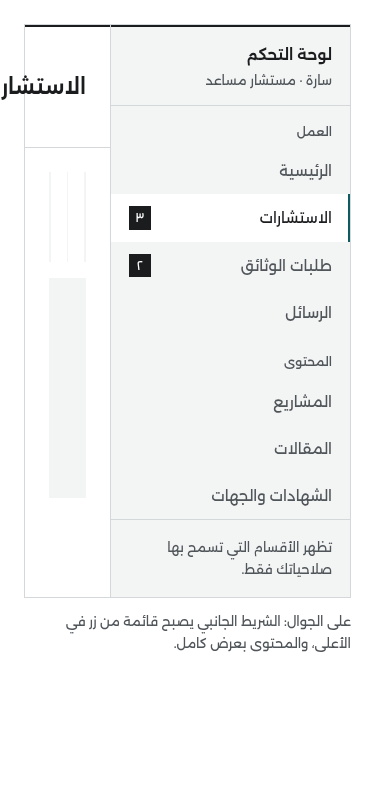 لوحة التحكم
سارة · مستشار مساعد
العمل
الرئيسية
الاستشارات ٣
طلبات الوثائق ٢
الرسائل
المحتوى
المشاريع
المقالات
الشهادات والجهات
تظهر الأقسام التي تسمح بها
صلاحياتك فقط.
على الجوال: الشريط الجانبي يصبح قائمة من زر في
الأعلى، والمحتوى بعرض كامل.